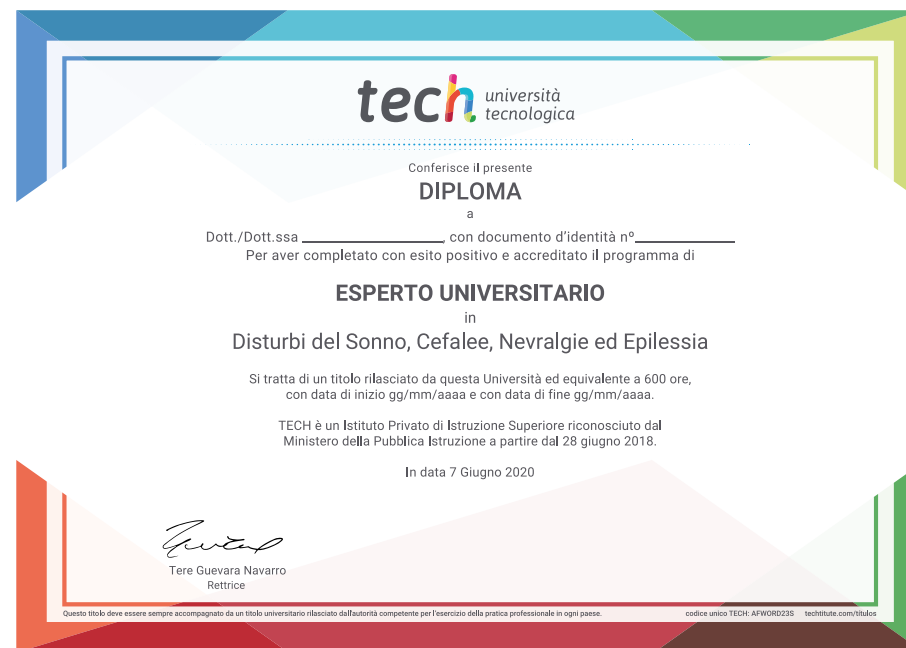 tech università
tecnologica
Conferisce il presente
DIPLOMA
a
Dott./Dott.ssa ____________________, con documento d'identità nº______________
Per aver completato con esito positivo e accreditato il programma di
ESPERTO UNIVERSITARIO
in
Disturbi del Sonno, Cefalee, Nevralgie ed Epilessia
Si tratta di un titolo rilasciato da questa Università ed equivalente a 600 ore,
con data di inizio gg/mm/aaaa e con data di fine gg/mm/aaaa.
TECH è un Istituto Privato di Istruzione Superiore riconosciuto dal
Ministero della Pubblica Istruzione a partire dal 28 giugno 2018.
In data 7 Giugno 2020
Tere Guevara Navarro
Rettrice
Questo titolo deve essere sempre accompagnato da un titolo universitario rilasciato dall'autorità competente per l'esercizio della pratica professionale in ogni paese. codice unico TECH: AFWORD23S techtitute.com/titulos